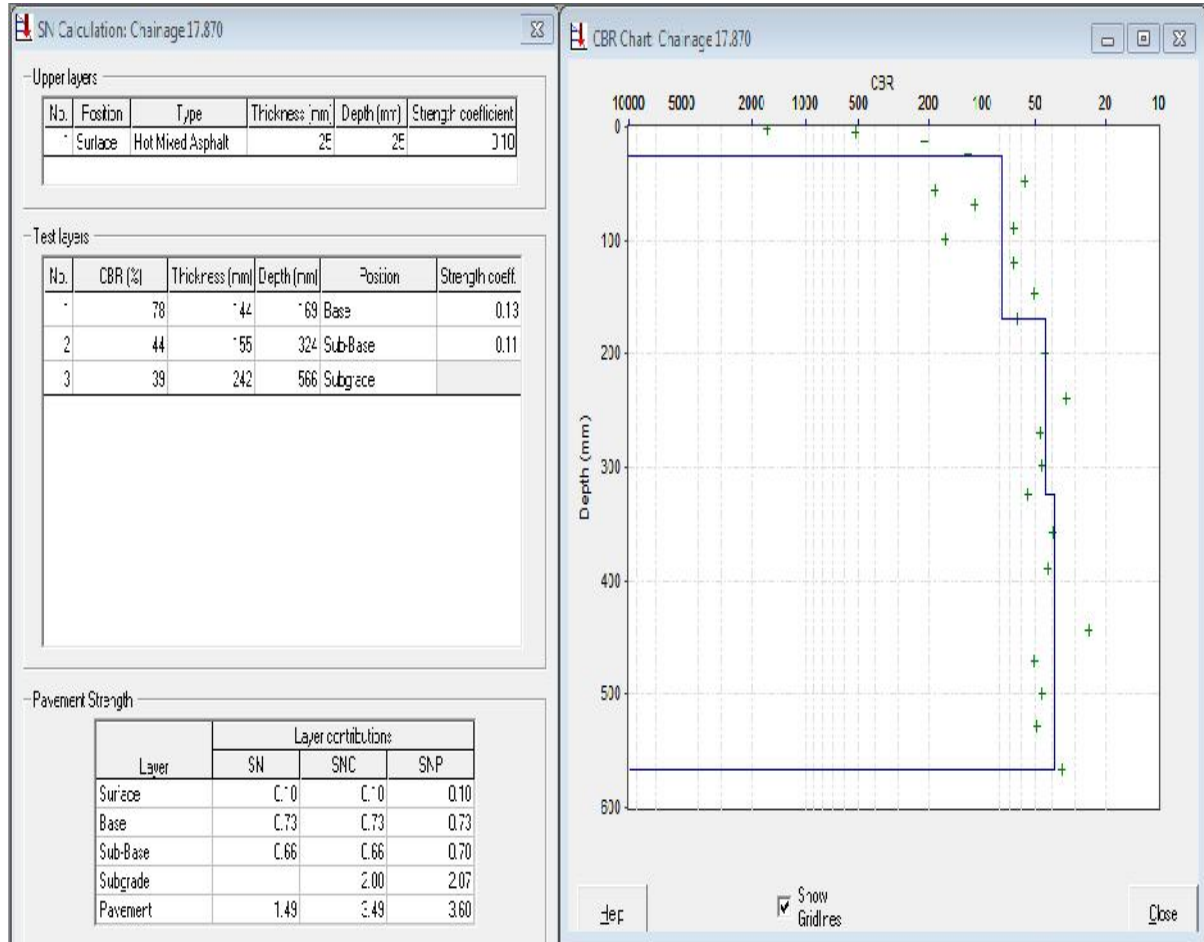 SN Calculation: Chainage 17.870
Upper layers
No. Position Type Thickness (mm) Depth (mm) Strength coefficient
1 Surface Hot Mixed Asphalt 25 25 0.10
Test layers
No. CBR (%) Thickness (mm) Depth (mm) Position Strength coeff.
1 78 144 169 Base 0.13
2 44 155 324 Sub-Base 0.11
3 39 242 566 Subgrade
Pavement Strength
Layer contributions
Layer SN SNC SNP
Surface 0.10 0.10 0.10
Base 0.73 0.73 0.73
Sub-Base 0.66 0.66 0.70
Subgrade 2.00 2.07
Pavement 1.49 3.49 3.60
CBR Chart: Chainage 17.870
CBR
10000 5000 2000 1000 500 200 100 50 20 10
0
100
200
300
400
500
600
Depth (mm)
Help
Show
Gridlines
Close